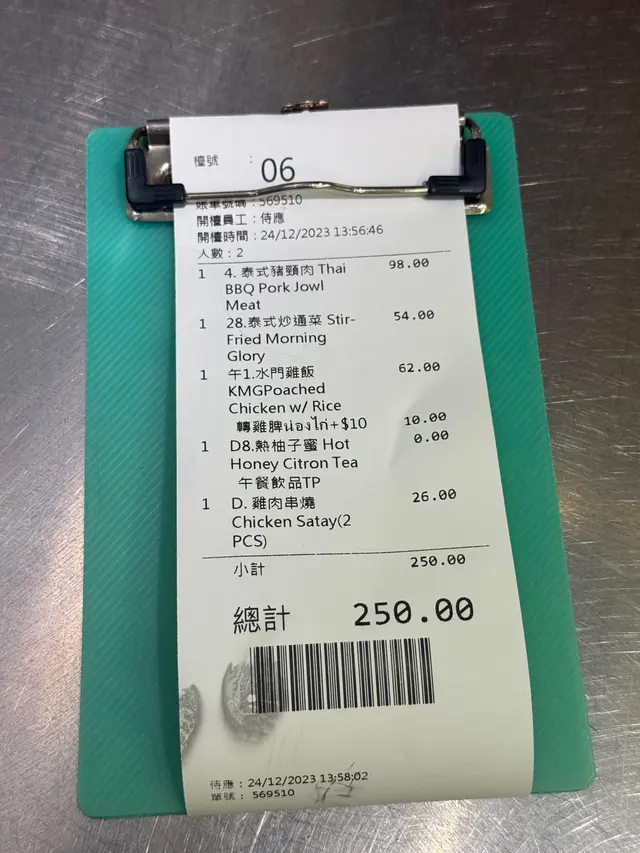 檯號 : 06
賬單號碼 : 569510
開檯員工 : 侍應
開檯時間 : 24/12/2023 13:56:46
人數 : 2
1 4. 泰式豬頸肉 Thai 98.00
BBQ Pork Jowl
Meat
1 28.泰式炒通菜 Stir- 54.00
Fried Morning
Glory
1 午1.水門雞飯 62.00
KMGPoached
Chicken w/ Rice
轉雞脾น่องไก่+$10 10.00
1 D8.熱柚子蜜 Hot 0.00
Honey Citron Tea
午餐飲品TP
1 D. 雞肉串燒 26.00
Chicken Satay(2
PCS)
小計 250.00
總計 250.00
侍應 : 24/12/2023 13:58:02
單號 : 569510